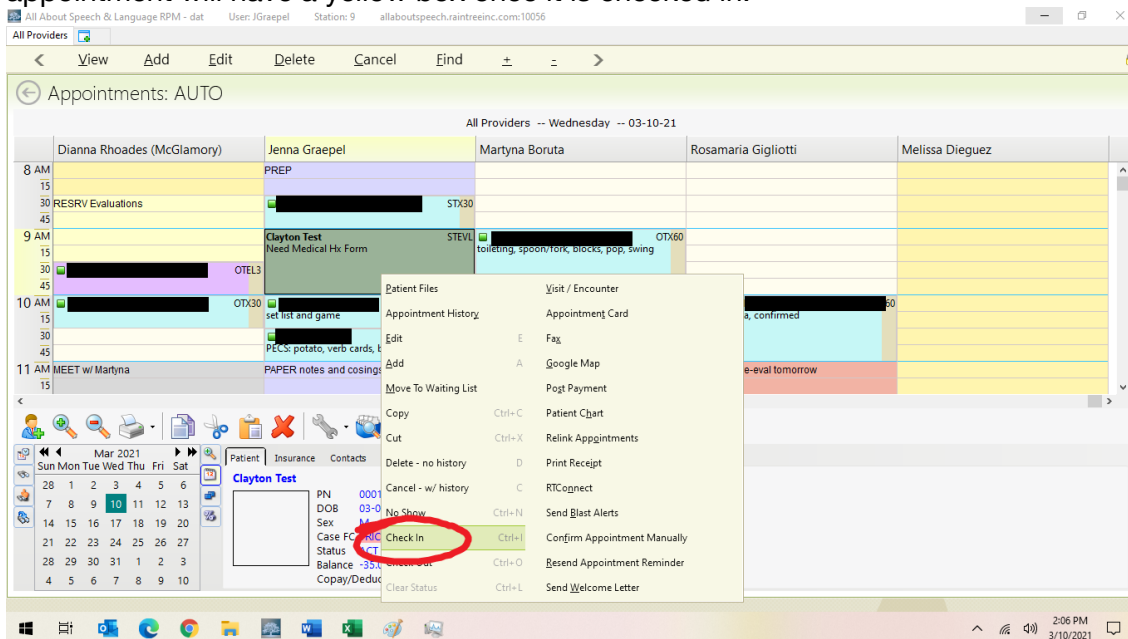 appointment will have a yellow box once it is checked in.
All About Speech & Language RPM - dat User: JGraepel Station: 9 allaboutspeech.raintreeinc.com:10056
All Providers
View Add Edit Delete Cancel Find + -
Appointments: AUTO
All Providers -- Wednesday -- 03-10-21
Dianna Rhoades (McGlamory) Jenna Graepel Martyna Boruta Rosamaria Gigliotti Melissa Dieguez
8 AM PREP
15
30 RESRV Evaluations STX30
45
9 AM Clayton Test STEVL OTX60
15 Need Medical Hx Form toileting, spoon/fork, blocks, pop, swing
30 OTEL3
45
10 AM OTX30 60
15 set list and game a, confirmed
30
45 PECS: potato, verb cards, b
11 AM MEET w/ Martyna PAPER notes and cosings e-eval tomorrow
15
Patient Files Visit / Encounter
Appointment History Appointment Card
Edit E Fax
Add A Google Map
Move To Waiting List Post Payment
Copy Ctrl+C Patient Chart
Cut Ctrl+X Relink Appointments
Delete - no history D Print Receipt
Cancel - w/ history C RTConnect
No Show Ctrl+N Send Blast Alerts
Check In Ctrl+I Confirm Appointment Manually
Check Out Ctrl+O Resend Appointment Reminder
Clear Status Ctrl+L Send Welcome Letter
Mar 2021
Sun Mon Tue Wed Thu Fri Sat
28 1 2 3 4 5 6
7 8 9 10 11 12 13
14 15 16 17 18 19 20
21 22 23 24 25 26 27
28 29 30 31 1 2 3
4 5 6 7 8 9 10
Patient Insurance Contacts
Clayton Test
PN 0001
DOB 03-0
Sex M
Case FC
Status ACT
Balance -35.0
Copay/Deduc
2:06 PM
3/10/2021